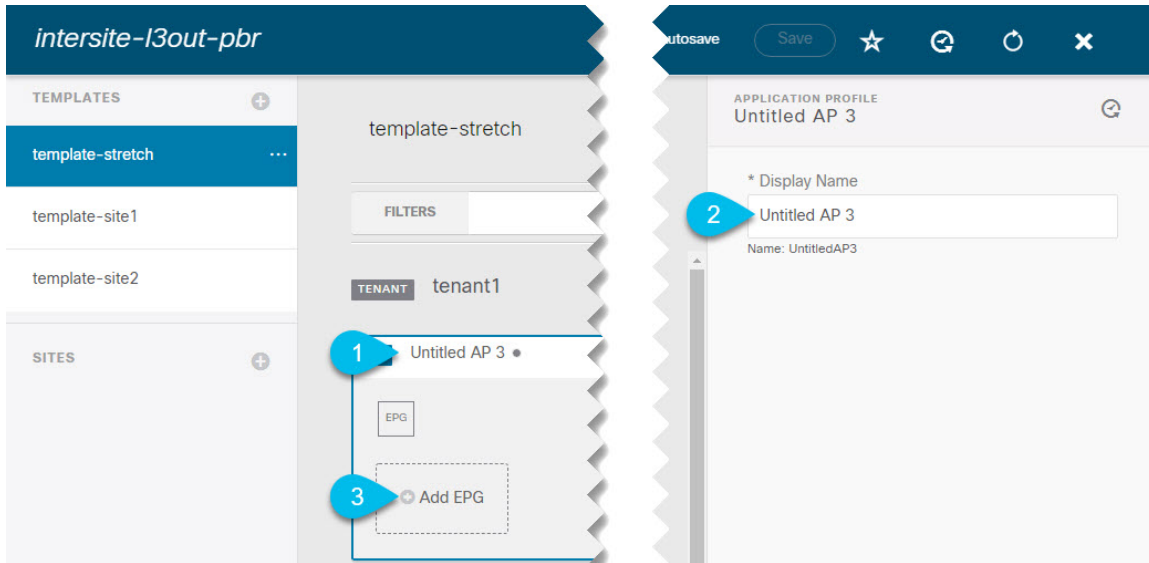 intersite-l3out-pbr
TEMPLATES
template-stretch
template-site1
template-site2
SITES
template-stretch
FILTERS
TENANT tenant1
1 Untitled AP 3
EPG
3 Add EPG
utosave Save
APPLICATION PROFILE
Untitled AP 3
* Display Name
2 Untitled AP 3
Name: UntitledAP3